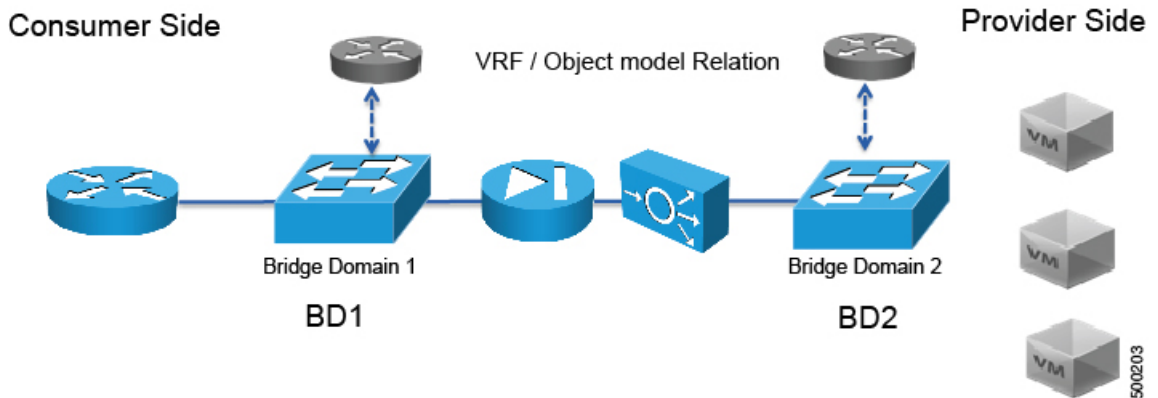 Consumer Side
Provider Side
VRF / Object model Relation
VM
VM
VM
Bridge Domain 1
Bridge Domain 2
BD1
BD2
500203